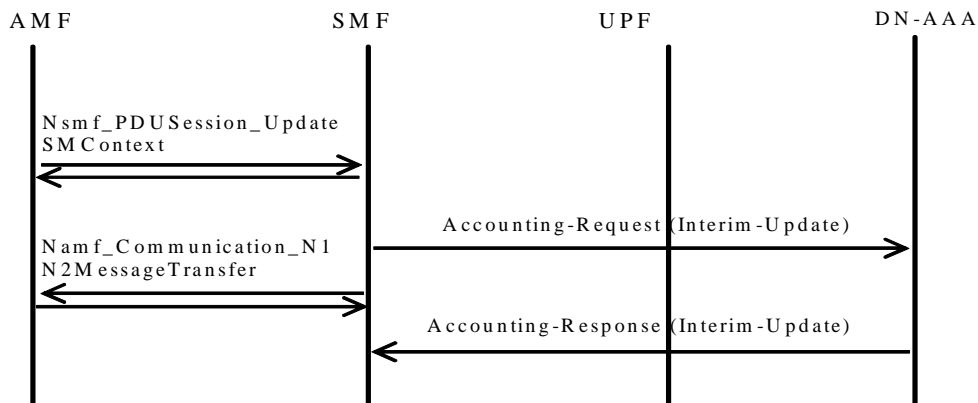 AMF
SMF
UPF
DN-AAA
Nsmf_PDUSession_Update
SMContext
Accounting-Request (Interim-Update)
Namf_Communication_N1
N2MessageTransfer
Accounting-Response (Interim-Update)